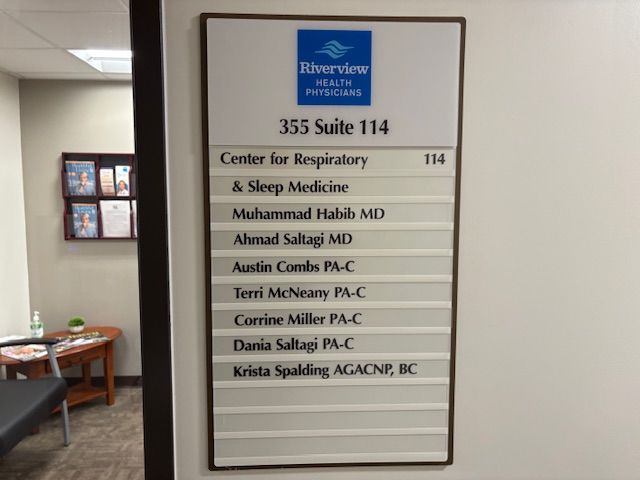 Riverview
HEALTH
PHYSICIANS
355 Suite 114
Center for Respiratory 114
& Sleep Medicine
Muhammad Habib MD
Ahmad Saltagi MD
Austin Combs PA-C
Terri McNeany PA-C
Corrine Miller PA-C
Dania Saltagi PA-C
Krista Spalding AGACNP, BC